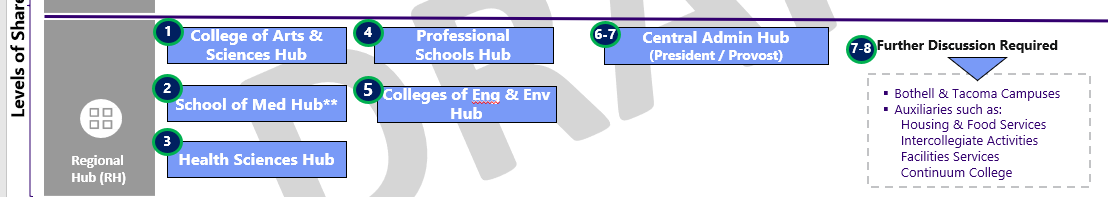 Levels of Share
Regional
Hub (RH)
1
College of Arts &
Sciences Hub
2
School of Med Hub**
3
Health Sciences Hub
4
Professional
Schools Hub
5
Colleges of Eng & Env
Hub
6-7
Central Admin Hub
(President / Provost)
7-8
Further Discussion Required
▪ Bothell & Tacoma Campuses
▪ Auxiliaries such as:
Housing & Food Services
Intercollegiate Activities
Facilities Services
Continuum College
DRA